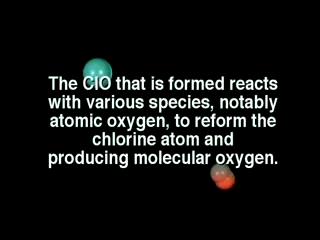 The ClO that is formed reacts
with various species, notably
atomic oxygen, to reform the
chlorine atom and
producing molecular oxygen.